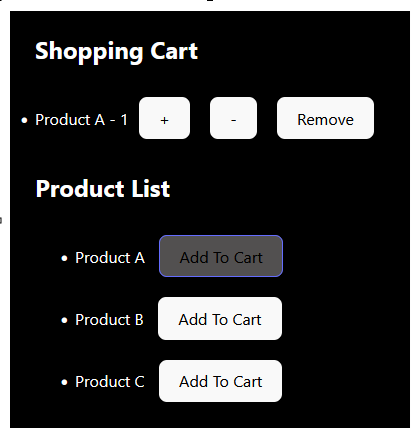 Shopping Cart
Product A - 1 + - Remove
Product List
Product A Add To Cart
Product B Add To Cart
Product C Add To Cart